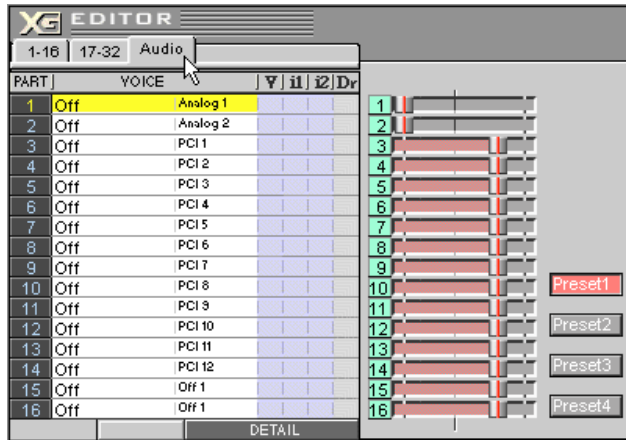 XG EDITOR
1-16 17-32 Audio
PART VOICE V i1 i2 Dr
1 Off Analog 1 1
2 Off Analog 2 2
3 Off PCI 1 3
4 Off PCI 2 4
5 Off PCI 3 5
6 Off PCI 4 6
7 Off PCI 5 7
8 Off PCI 6 8
9 Off PCI 7 9
10 Off PCI 8 10 Preset1
11 Off PCI 9 11
12 Off PCI 10 12 Preset2
13 Off PCI 11 13
14 Off PCI 12 14 Preset3
15 Off Off 1 15
16 Off Off 1 16 Preset4
DETAIL